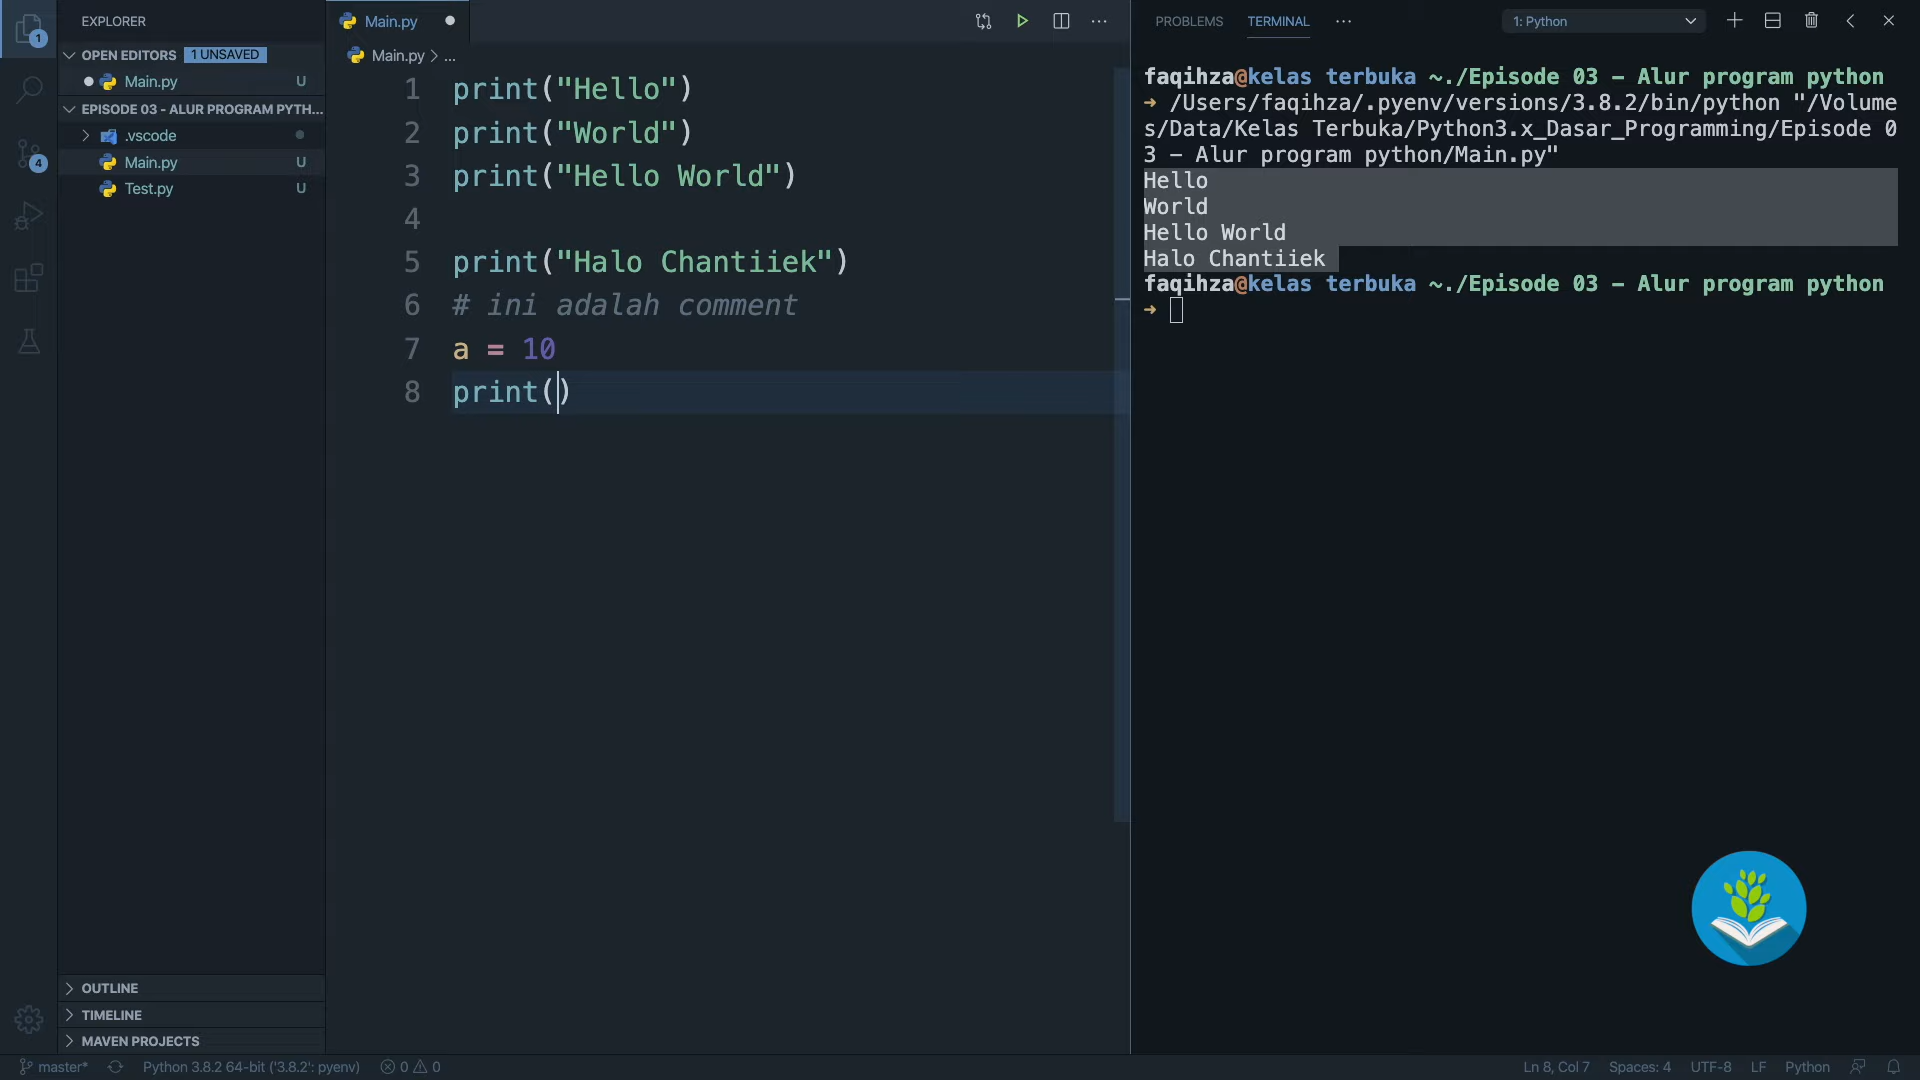 EXPLORER
OPEN EDITORS 1 UNSAVED
Main.py U
EPISODE 03 - ALUR PROGRAM PYTH...
.vscode
Main.py U
Test.py U
OUTLINE
TIMELINE
MAVEN PROJECTS
1
4
Main.py
Main.py > ...
1 print("Hello")
2 print("World")
3 print("Hello World")
4
5 print("Halo Chantiiek")
6 # ini adalah comment
7 a = 10
8 print()
PROBLEMS TERMINAL ... 1: Python
faqihza@kelas terbuka ~./Episode 03 - Alur program python
➜ /Users/faqihza/.pyenv/versions/3.8.2/bin/python "/Volume
s/Data/Kelas Terbuka/Python3.x_Dasar_Programming/Episode 0
3 - Alur program python/Main.py"
Hello
World
Hello World
Halo Chantiiek
faqihza@kelas terbuka ~./Episode 03 - Alur program python
➜
master* Python 3.8.2 64-bit ('3.8.2': pyenv) 0 0 Ln 8, Col 7 Spaces: 4 UTF-8 LF Python